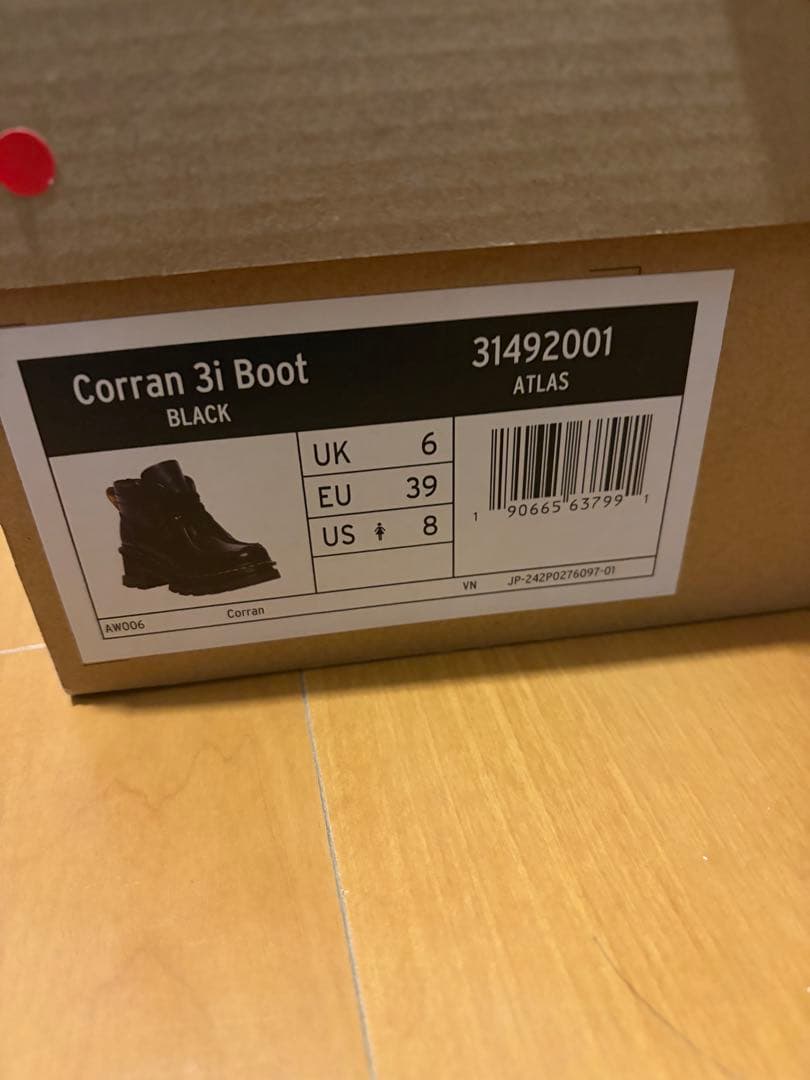 Corran 3i Boot
BLACK
31492001
ATLAS
UK 6
EU 39
US 8
1 90665 63799 1
AW006 Corran
VN JP-242P0276097-01